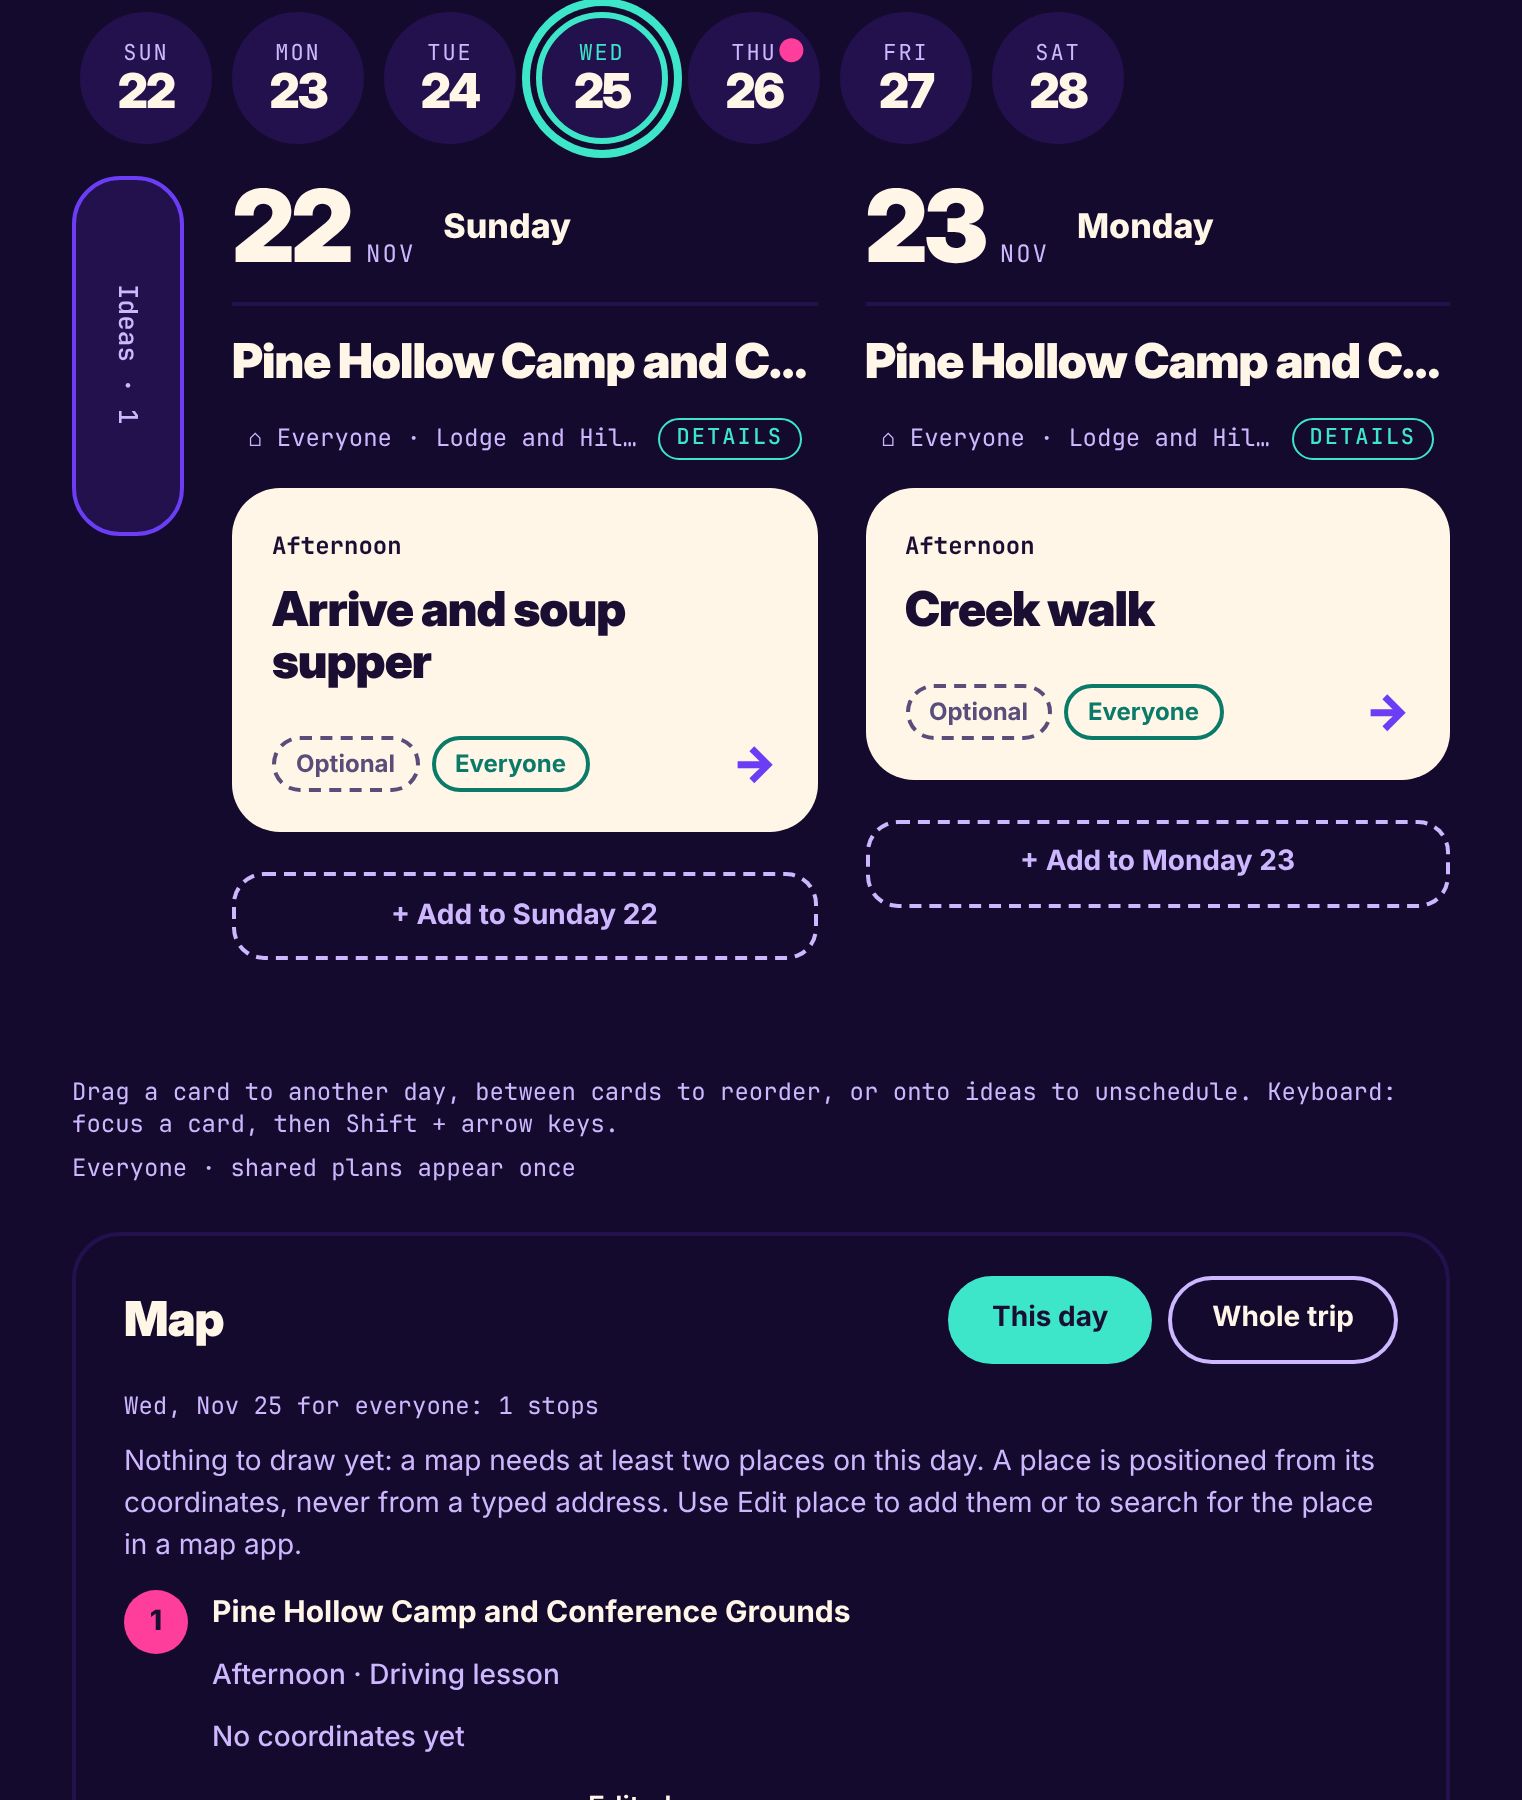 SUN
22
MON
23
TUE
24
WED
25
THU
26
FRI
27
SAT
28
Ideas · 1
22 NOV Sunday
Pine Hollow Camp and C…
⌂ Everyone · Lodge and Hil… DETAILS
Afternoon
Arrive and soup
supper
Optional Everyone →
+ Add to Sunday 22
23 NOV Monday
Pine Hollow Camp and C…
⌂ Everyone · Lodge and Hil… DETAILS
Afternoon
Creek walk
Optional Everyone →
+ Add to Monday 23
Drag a card to another day, between cards to reorder, or onto ideas to unschedule. Keyboard:
focus a card, then Shift + arrow keys.
Everyone · shared plans appear once
Map
This day Whole trip
Wed, Nov 25 for everyone: 1 stops
Nothing to draw yet: a map needs at least two places on this day. A place is positioned from its
coordinates, never from a typed address. Use Edit place to add them or to search for the place
in a map app.
1 Pine Hollow Camp and Conference Grounds
Afternoon · Driving lesson
No coordinates yet